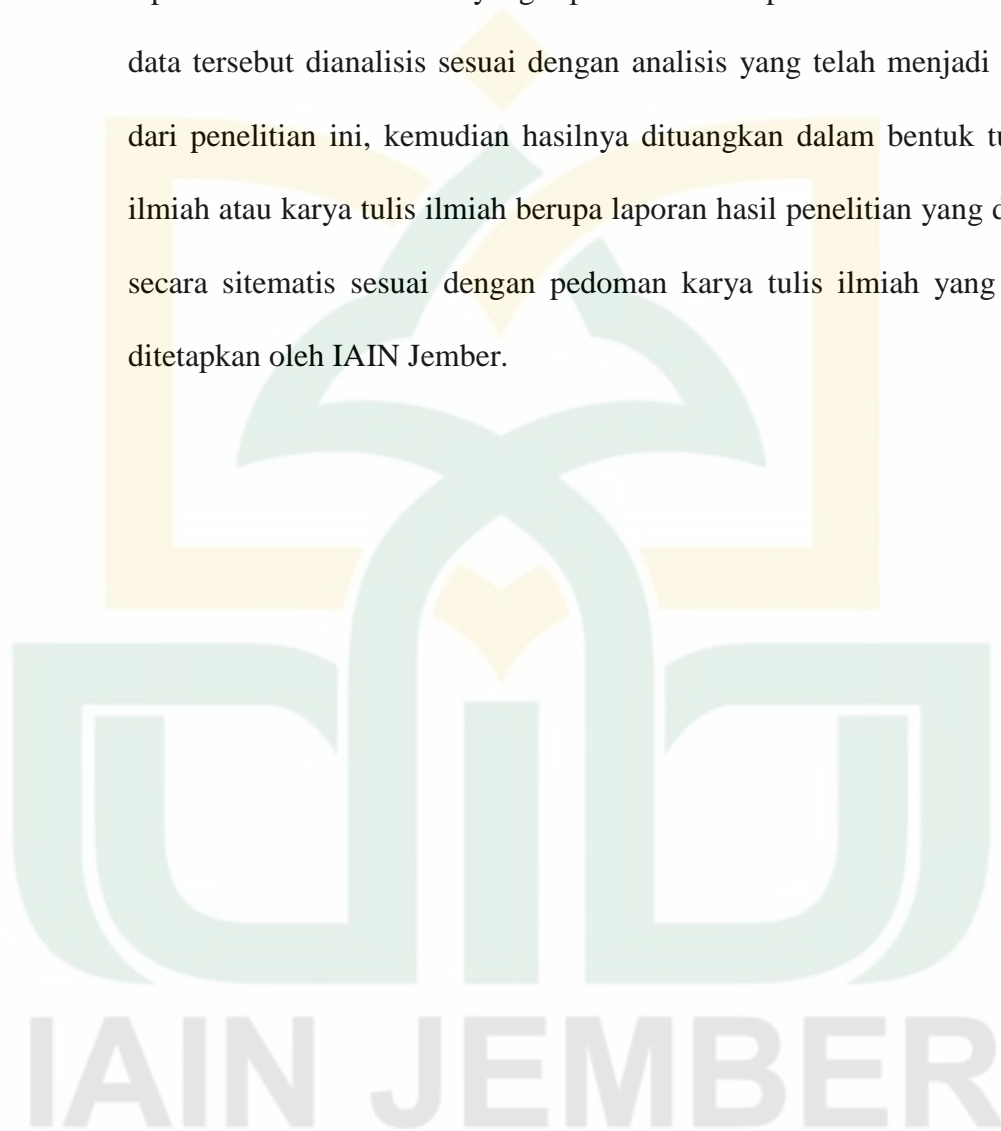 data tersebut dianalisis sesuai dengan analisis yang telah menjadi
dari penelitian ini, kemudian hasilnya dituangkan dalam bentuk
ilmiah atau karya tulis ilmiah berupa laporan hasil penelitian yang
secara sitematis sesuai dengan pedoman karya tulis ilmiah yang
ditetapkan oleh IAIN Jember.
IAIN JEMBER